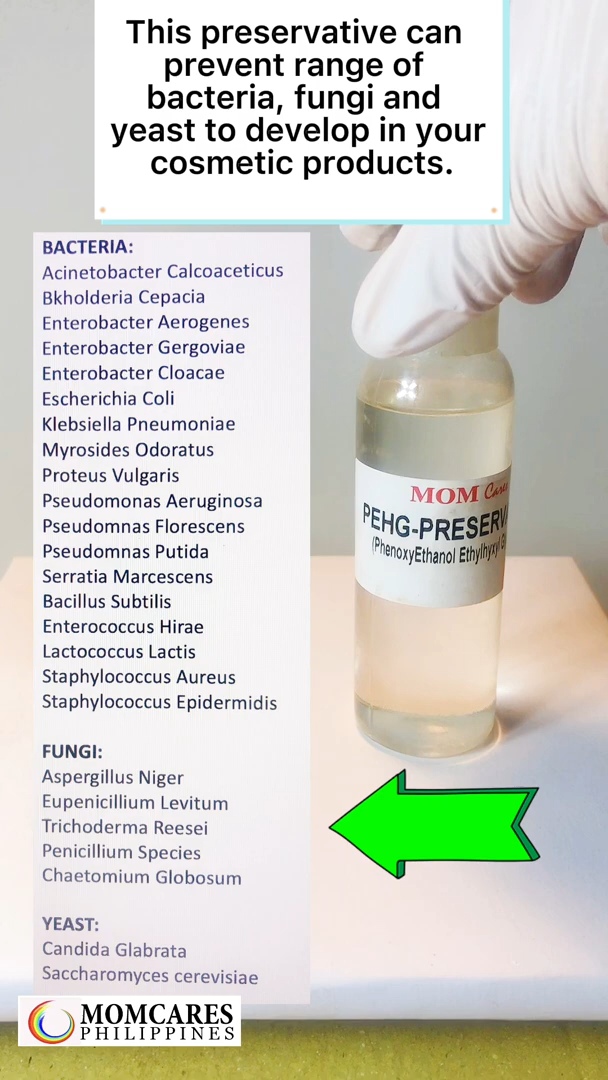 This preservative can
prevent range of
bacteria, fungi and
yeast to develop in your
cosmetic products.
BACTERIA:
Acinetobacter Calcoaceticus
Bkholderia Cepacia
Enterobacter Aerogenes
Enterobacter Gergoviae
Enterobacter Cloacae
Escherichia Coli
Klebsiella Pneumoniae
Myrosides Odoratus
Proteus Vulgaris
Pseudomonas Aeruginosa
Pseudomnas Florescens
Pseudomnas Putida
Serratia Marcescens
Bacillus Subtilis
Enterococcus Hirae
Lactococcus Lactis
Staphylococcus Aureus
Staphylococcus Epidermidis
FUNGI:
Aspergillus Niger
Eupenicillium Levitum
Trichoderma Reesei
Penicillium Species
Chaetomium Globosum
YEAST:
Candida Glabrata
Saccharomyces cerevisiae
MOM Cares
PEHG-PRESERV
(PhenoxyEthanol Ethylhyxyl G
MOMCARES
PHILIPPINES